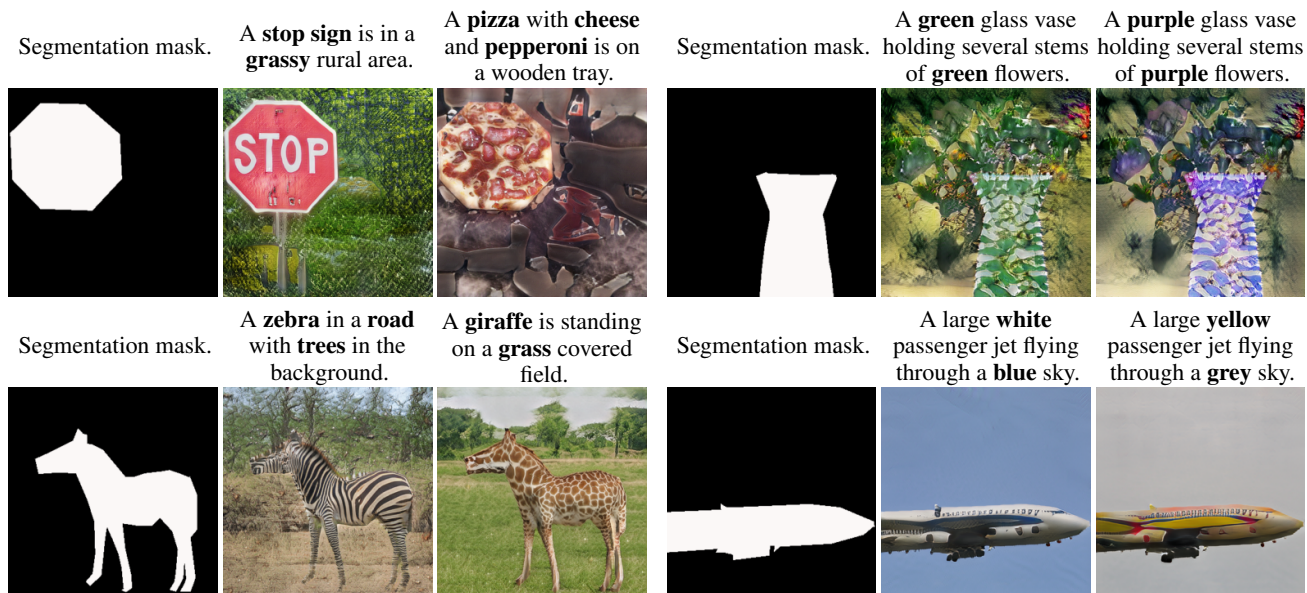 Segmentation mask.
A stop sign is in a
grassy rural area.
A pizza with cheese
and pepperoni is on
a wooden tray.
Segmentation mask.
A green glass vase
holding several stems
of green flowers.
A purple glass vase
holding several stems
of purple flowers.
STOP
Segmentation mask.
A zebra in a road
with trees in the
background.
A giraffe is standing
on a grass covered
field.
Segmentation mask.
A large white
passenger jet flying
through a blue sky.
A large yellow
passenger jet flying
through a grey sky.